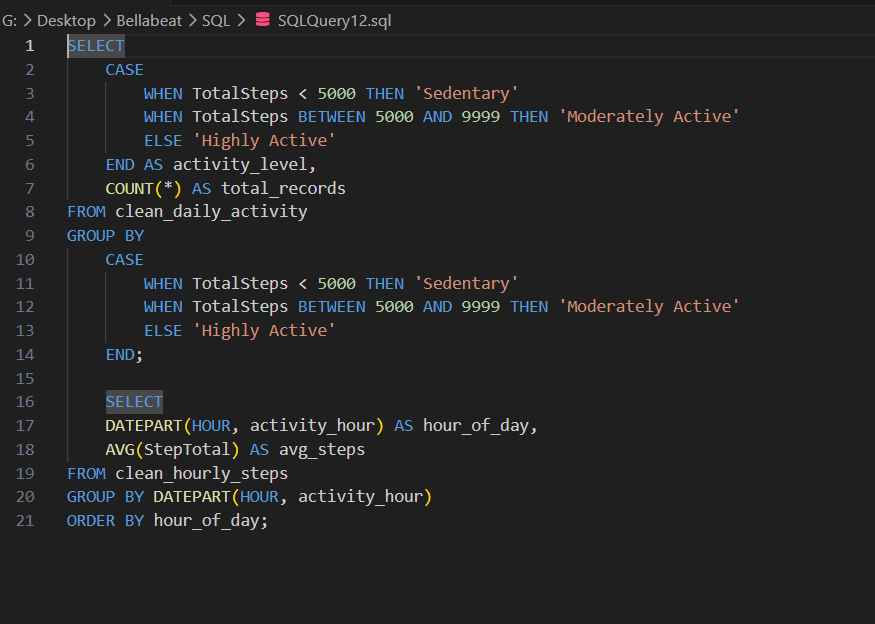 G: > Desktop > Bellabeat > SQL > SQLQuery12.sql
1 SELECT
2 CASE
3 WHEN TotalSteps < 5000 THEN 'Sedentary'
4 WHEN TotalSteps BETWEEN 5000 AND 9999 THEN 'Moderately Active'
5 ELSE 'Highly Active'
6 END AS activity_level,
7 COUNT(*) AS total_records
8 FROM clean_daily_activity
9 GROUP BY
10 CASE
11 WHEN TotalSteps < 5000 THEN 'Sedentary'
12 WHEN TotalSteps BETWEEN 5000 AND 9999 THEN 'Moderately Active'
13 ELSE 'Highly Active'
14 END;
15
16 SELECT
17 DATEPART(HOUR, activity_hour) AS hour_of_day,
18 AVG(StepTotal) AS avg_steps
19 FROM clean_hourly_steps
20 GROUP BY DATEPART(HOUR, activity_hour)
21 ORDER BY hour_of_day;